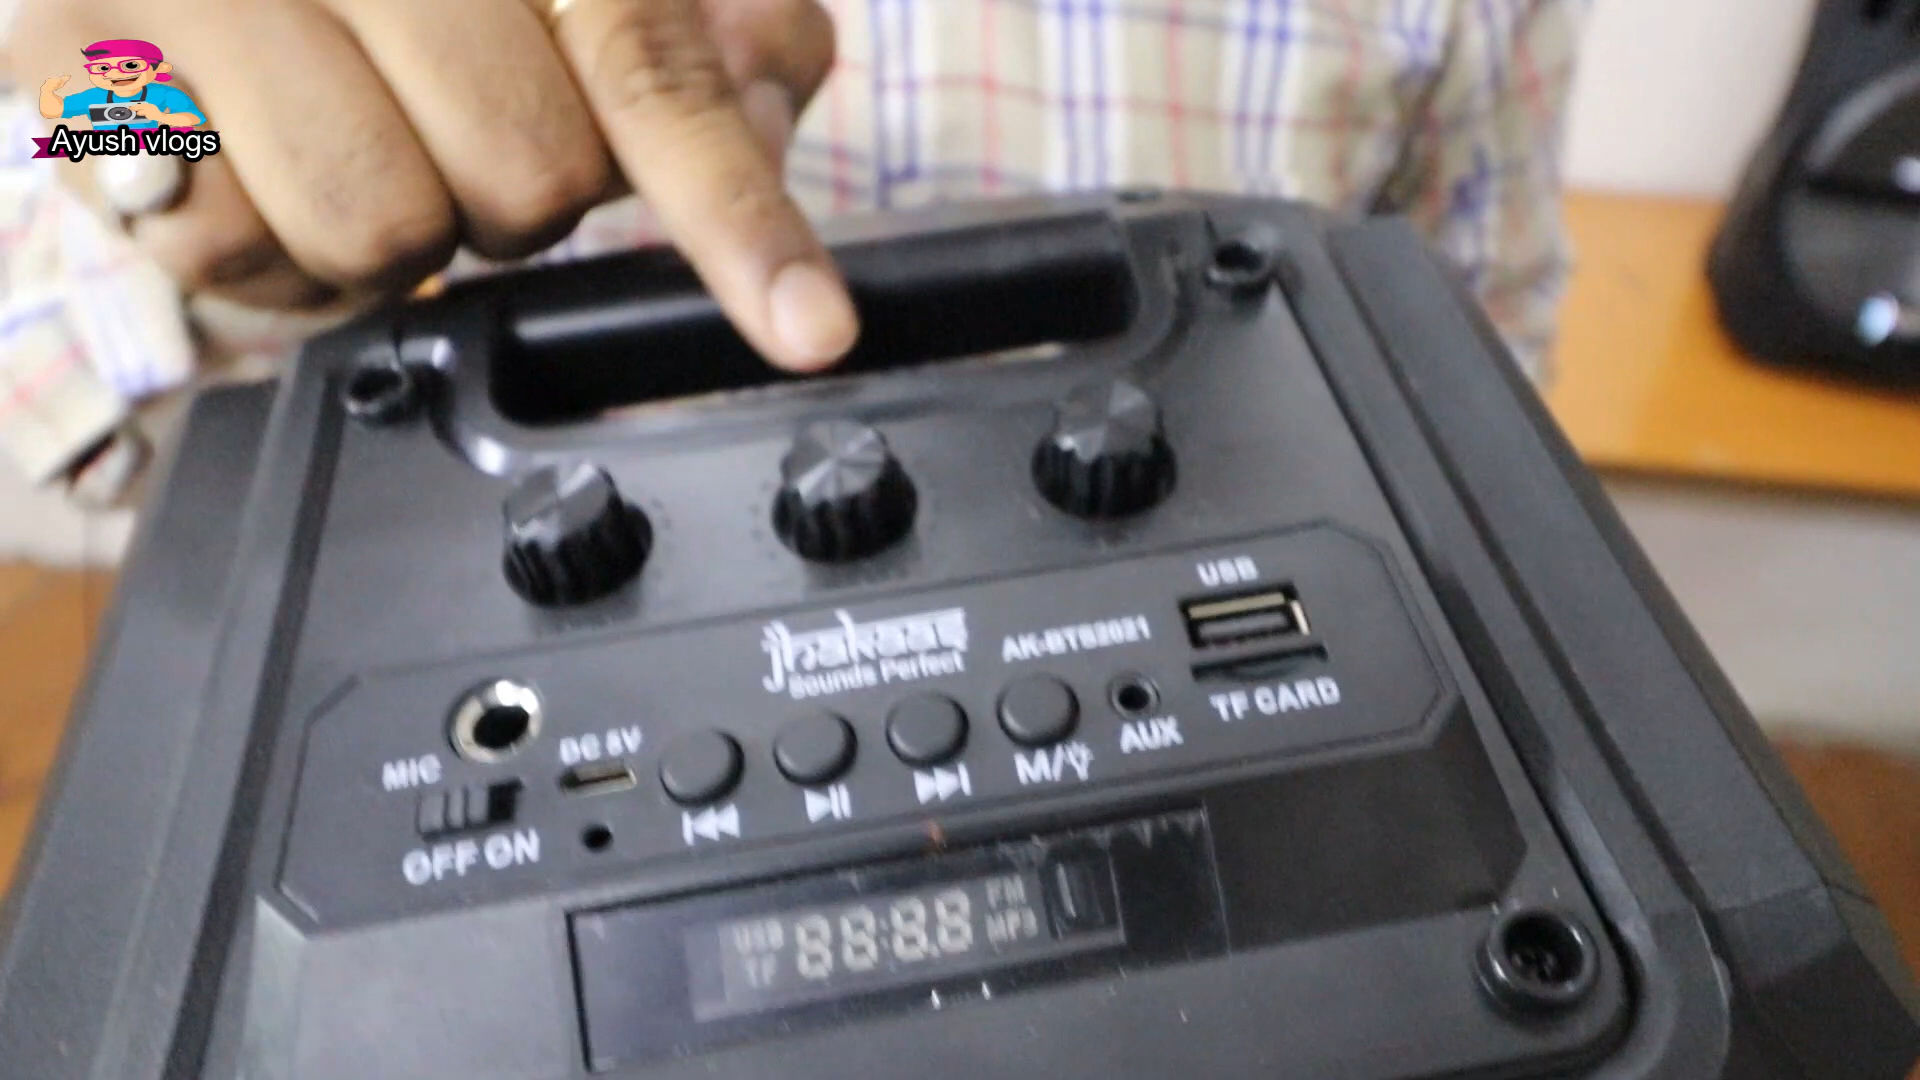 Ayush vlogs
USB
jhakaas
Sounds Perfect
AK-BTS2021
TF CARD
MIC
DC 5V
M/
AUX
OFF ON
USB
TF
88:88
FM
MP3